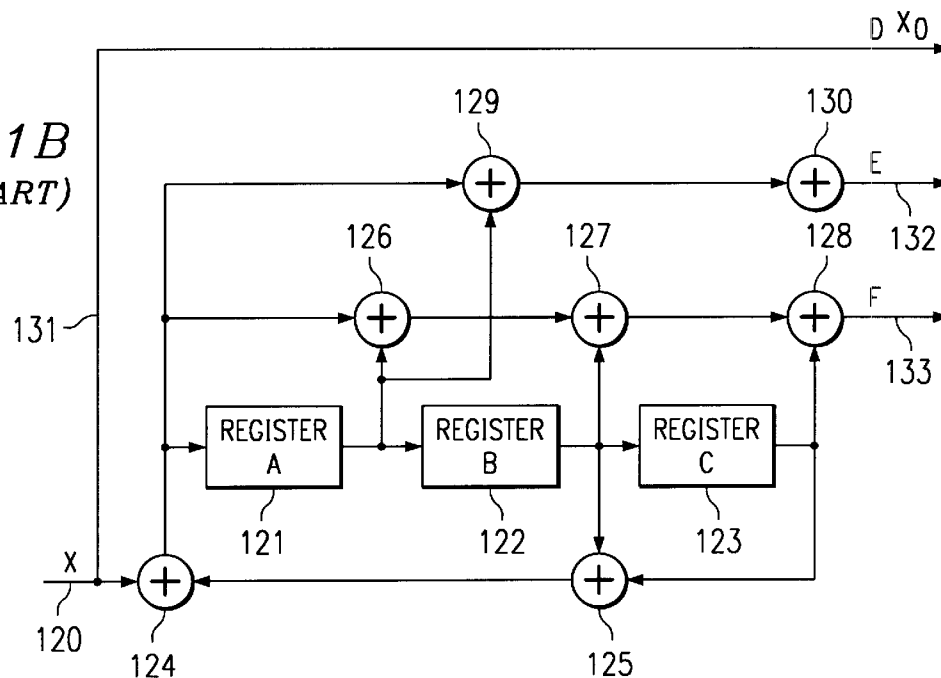 D X0
129
130
1B
E
ART)
132
126
127
128
F
131
133
REGISTER
A
REGISTER
B
REGISTER
C
121
122
123
X
120
124
125